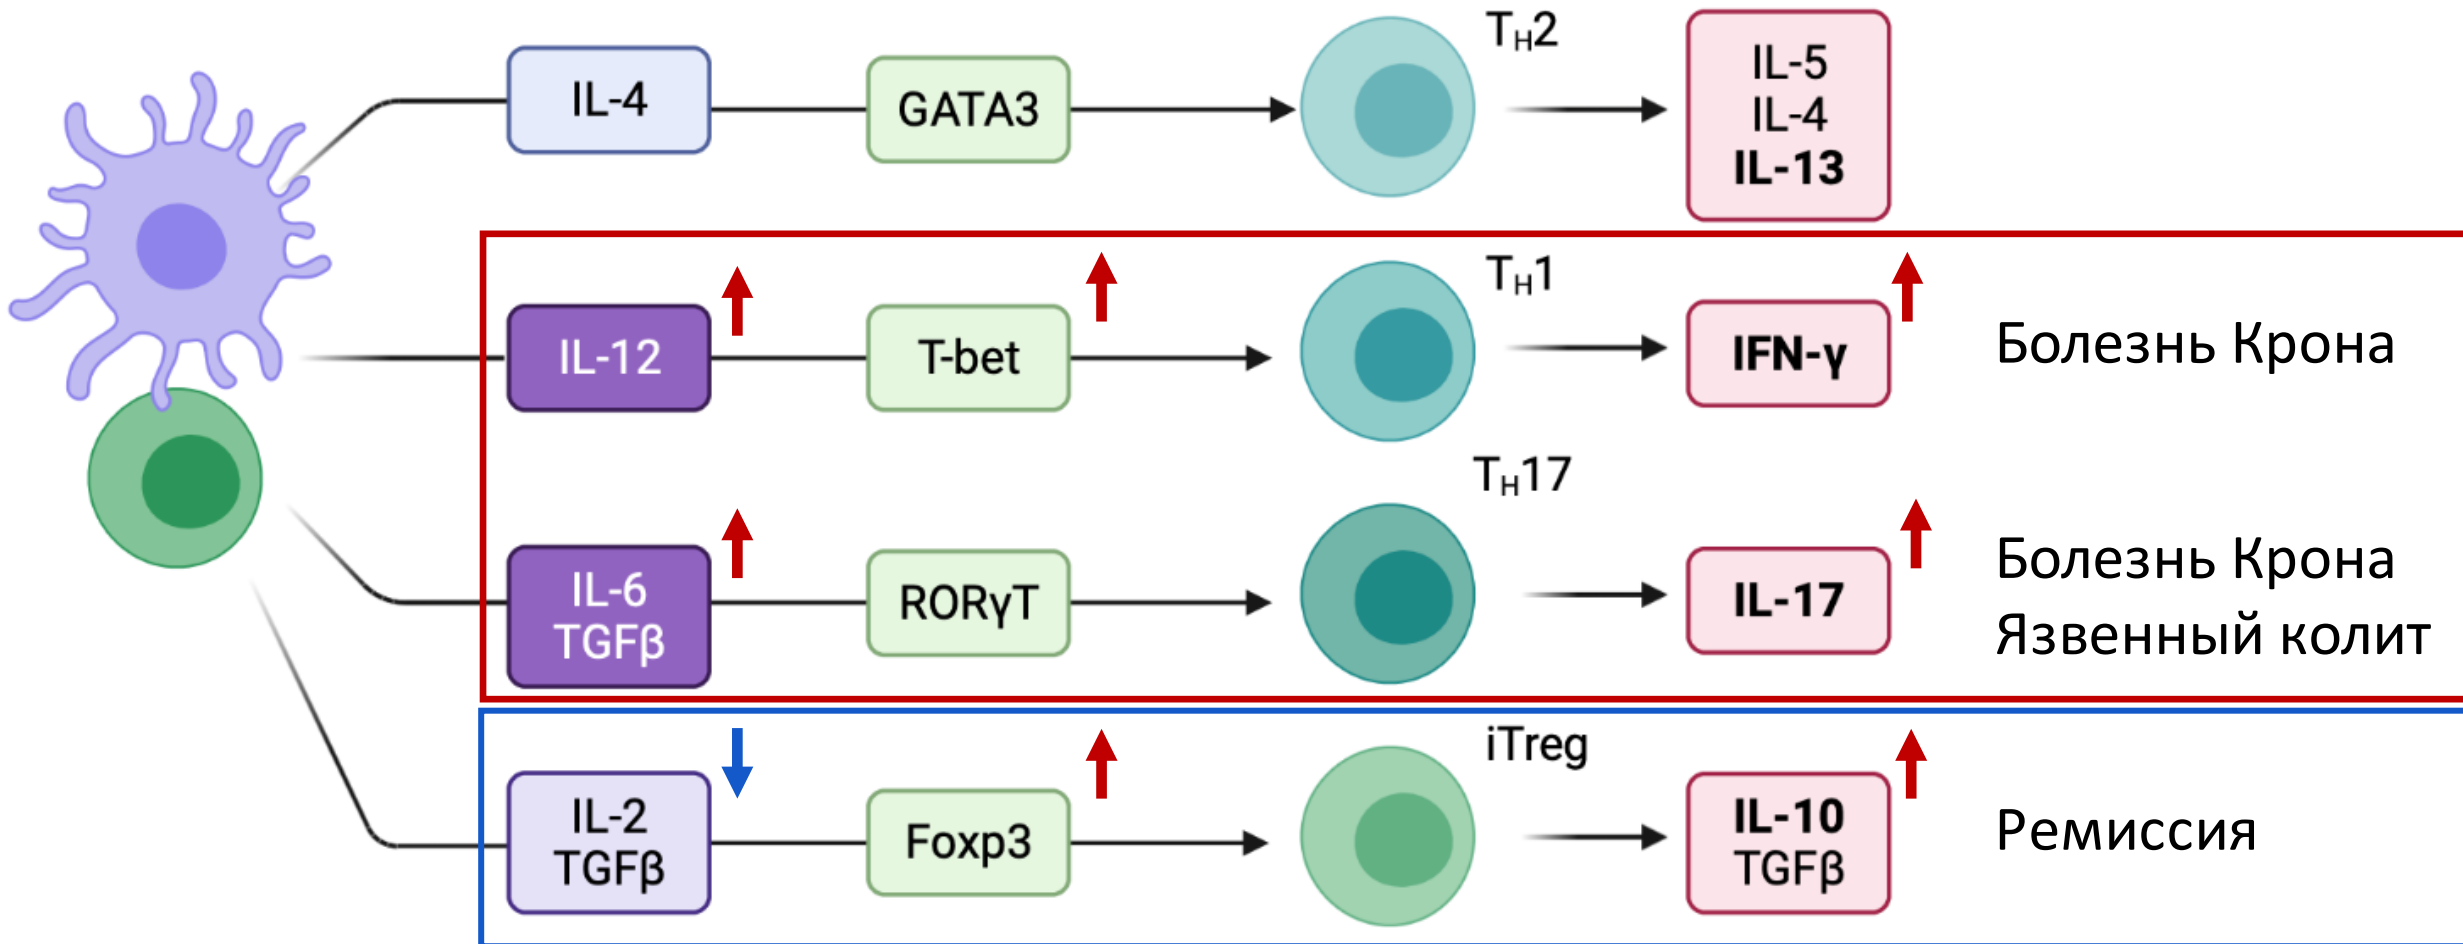 IL-4
GATA3
TH2
IL-5
IL-4
IL-13
IL-12
T-bet
TH1
IFN-γ
Болезнь Крона
IL-6
TGFβ
RORγT
TH17
IL-17
Болезнь Крона
Язвенный колит
IL-2
TGFβ
Foxp3
iTreg
IL-10
TGFβ
Ремиссия